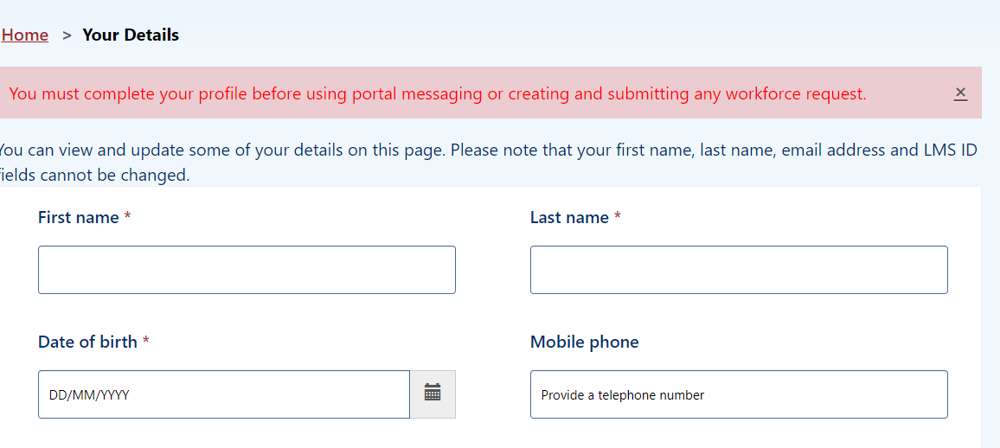 Home > Your Details
You must complete your profile before using portal messaging or creating and submitting any workforce request. ×
You can view and update some of your details on this page. Please note that your first name, last name, email address and LMS ID
fields cannot be changed.
First name * Last name *
Date of birth * Mobile phone
DD/MM/YYYY Provide a telephone number